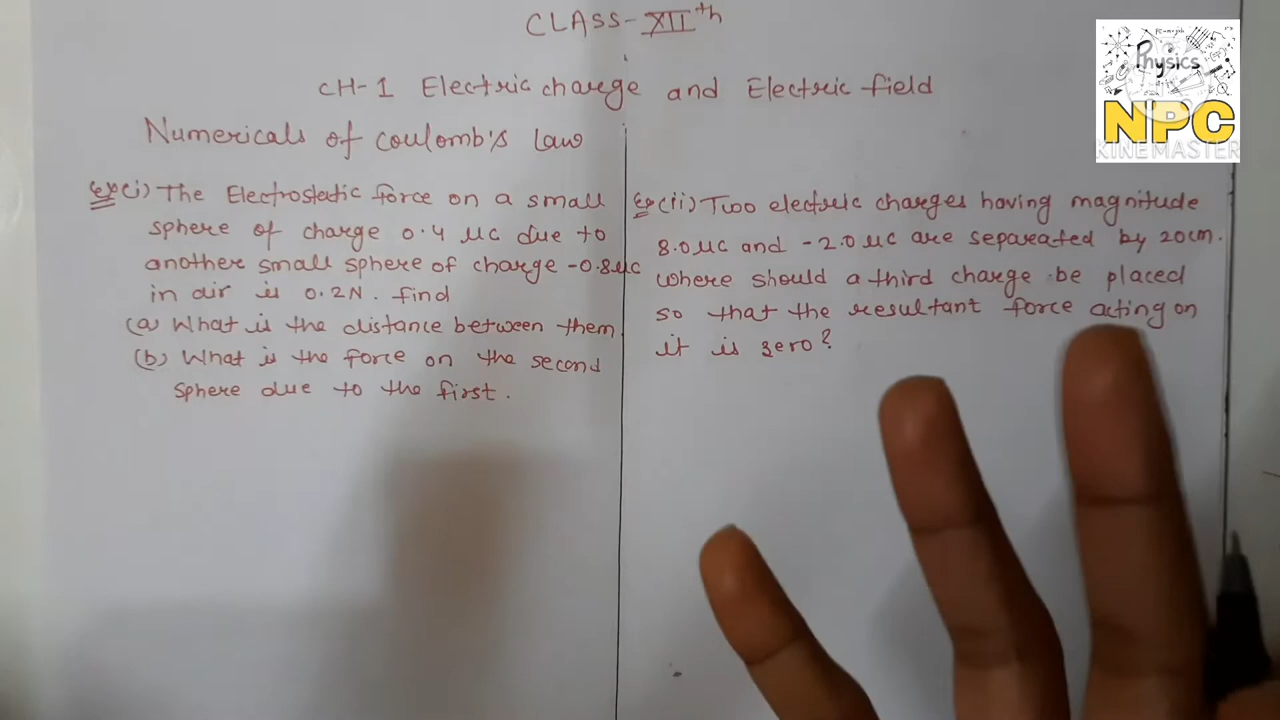 CLASS-XIIth
CH-1 Electric charge and Electric field
Numericals of coulomb's law
Ex(i) The Electrostatic force on a small
sphere of charge 0.4 μc due to
another small sphere of charge -0.8μc
in air is 0.2N. find
(a) What is the distance between them
(b) What is the force on the second
sphere due to the first.
Ex(ii) Two electric charges having magnitude
8.0μc and -2.0μc are separated by 20cm.
where should a third charge be placed
so that the resultant force acting on
it is zero?
Physics
NPC
KINEMASTER